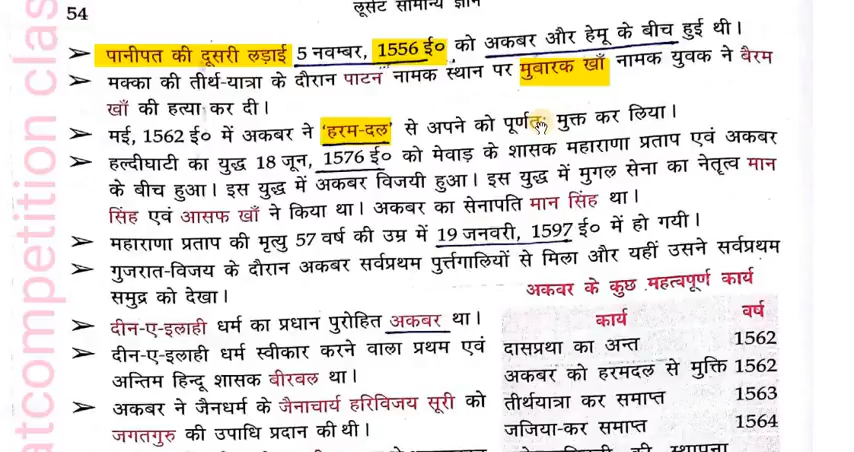 54
लूसेंट सामान्य ज्ञान
➢ पानीपत की दूसरी लड़ाई 5 नवम्बर, 1556 ई० को अकबर और हेमू के बीच हुई थी।
➢ मक्का की तीर्थ-यात्रा के दौरान पाटन नामक स्थान पर मुबारक खाँ नामक युवक ने बैरम
खाँ की हत्या कर दी।
➢ मई, 1562 ई० में अकबर ने 'हरम-दल' से अपने को पूर्णतः मुक्त कर लिया।
➢ हल्दीघाटी का युद्ध 18 जून, 1576 ई० को मेवाड़ के शासक महाराणा प्रताप एवं अकबर
के बीच हुआ। इस युद्ध में अकबर विजयी हुआ। इस युद्ध में मुगल सेना का नेतृत्व मान
सिंह एवं आसफ खाँ ने किया था। अकबर का सेनापति मान सिंह था।
➢ महाराणा प्रताप की मृत्यु 57 वर्ष की उम्र में 19 जनवरी, 1597 ई० में हो गयी।
➢ गुजरात-विजय के दौरान अकबर सर्वप्रथम पुर्त्तगालियों से मिला और यहीं उसने सर्वप्रथम
समुद्र को देखा।
➢ दीन-ए-इलाही धर्म का प्रधान पुरोहित अकबर था।
➢ दीन-ए-इलाही धर्म स्वीकार करने वाला प्रथम एवं
अन्तिम हिन्दू शासक बीरबल था।
➢ अकबर ने जैनधर्म के जैनाचार्य हरिविजय सूरी को
जगतगुरु की उपाधि प्रदान की थी।
अकबर के कुछ महत्वपूर्ण कार्य
कार्य वर्ष
दासप्रथा का अन्त 1562
अकबर को हरमदल से मुक्ति 1562
तीर्थयात्रा कर समाप्त 1563
जजिया-कर समाप्त 1564
की स्थापना
atcompetition clas